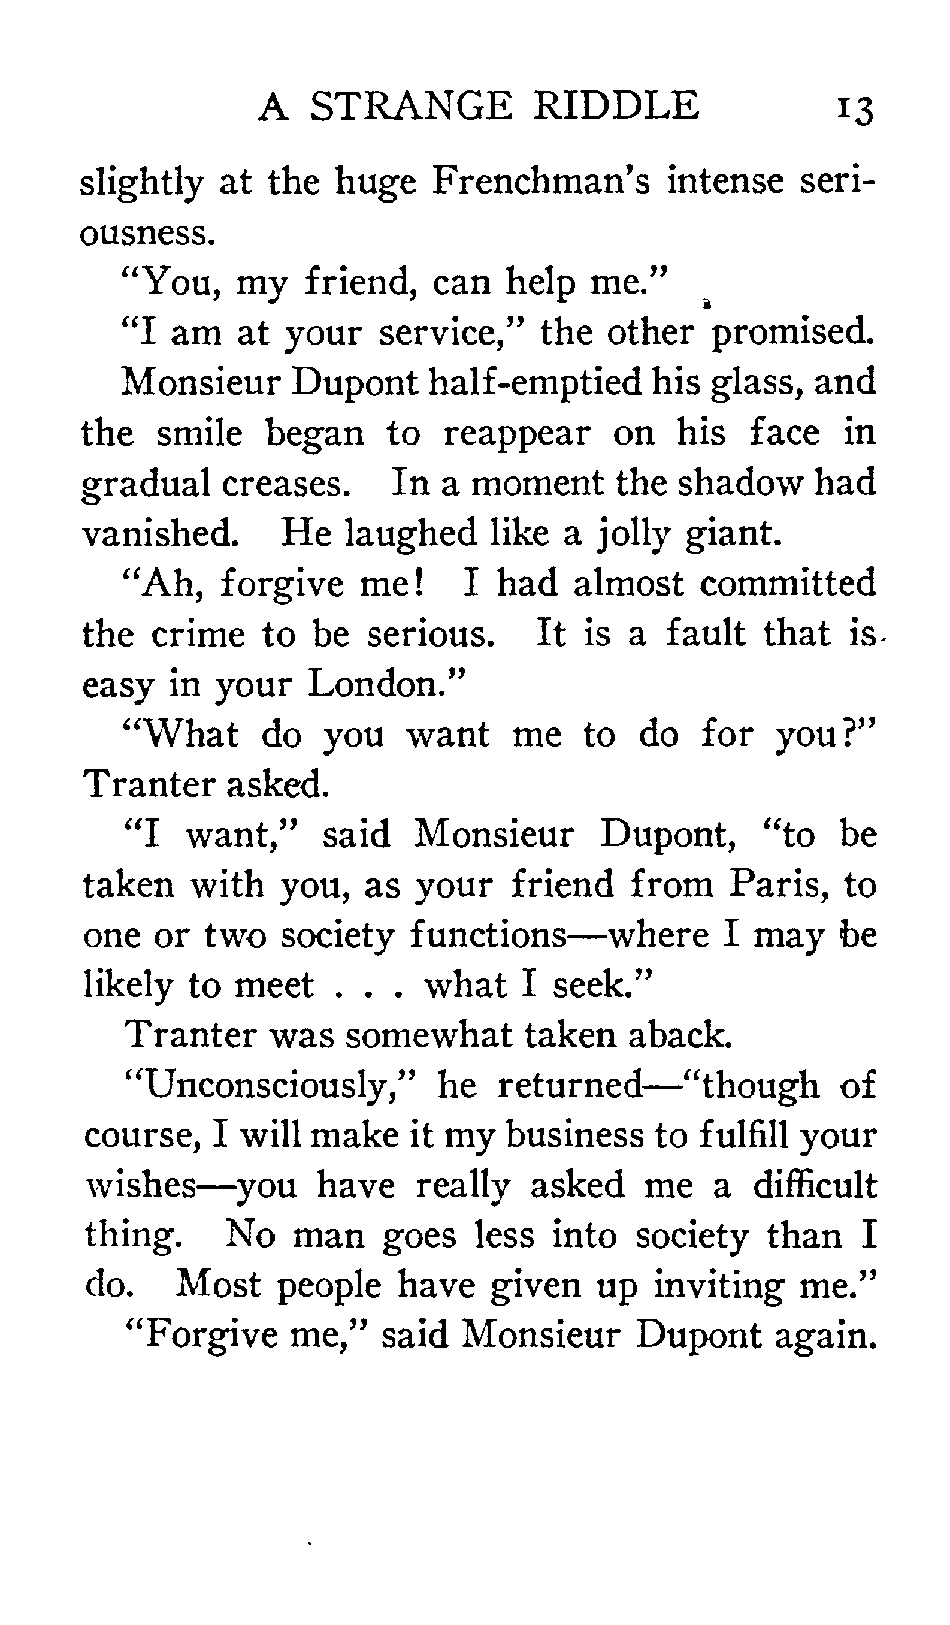 A STRANGE RIDDLE 13
slightly at the huge Frenchman's intense seri-
ousness.
"You, my friend, can help me."
"I am at your service," the other promised.
Monsieur Dupont half-emptied his glass, and
the smile began to reappear on his face in
gradual creases. In a moment the shadow had
vanished. He laughed like a jolly giant.
"Ah, forgive me! I had almost committed
the crime to be serious. It is a fault that is
easy in your London."
"What do you want me to do for you?"
Tranter asked.
"I want," said Monsieur Dupont, "to be
taken with you, as your friend from Paris, to
one or two society functions—where I may be
likely to meet . . . what I seek."
Tranter was somewhat taken aback.
"Unconsciously," he returned—"though of
course, I will make it my business to fulfill your
wishes—you have really asked me a difficult
thing. No man goes less into society than I
do. Most people have given up inviting me."
"Forgive me," said Monsieur Dupont again.